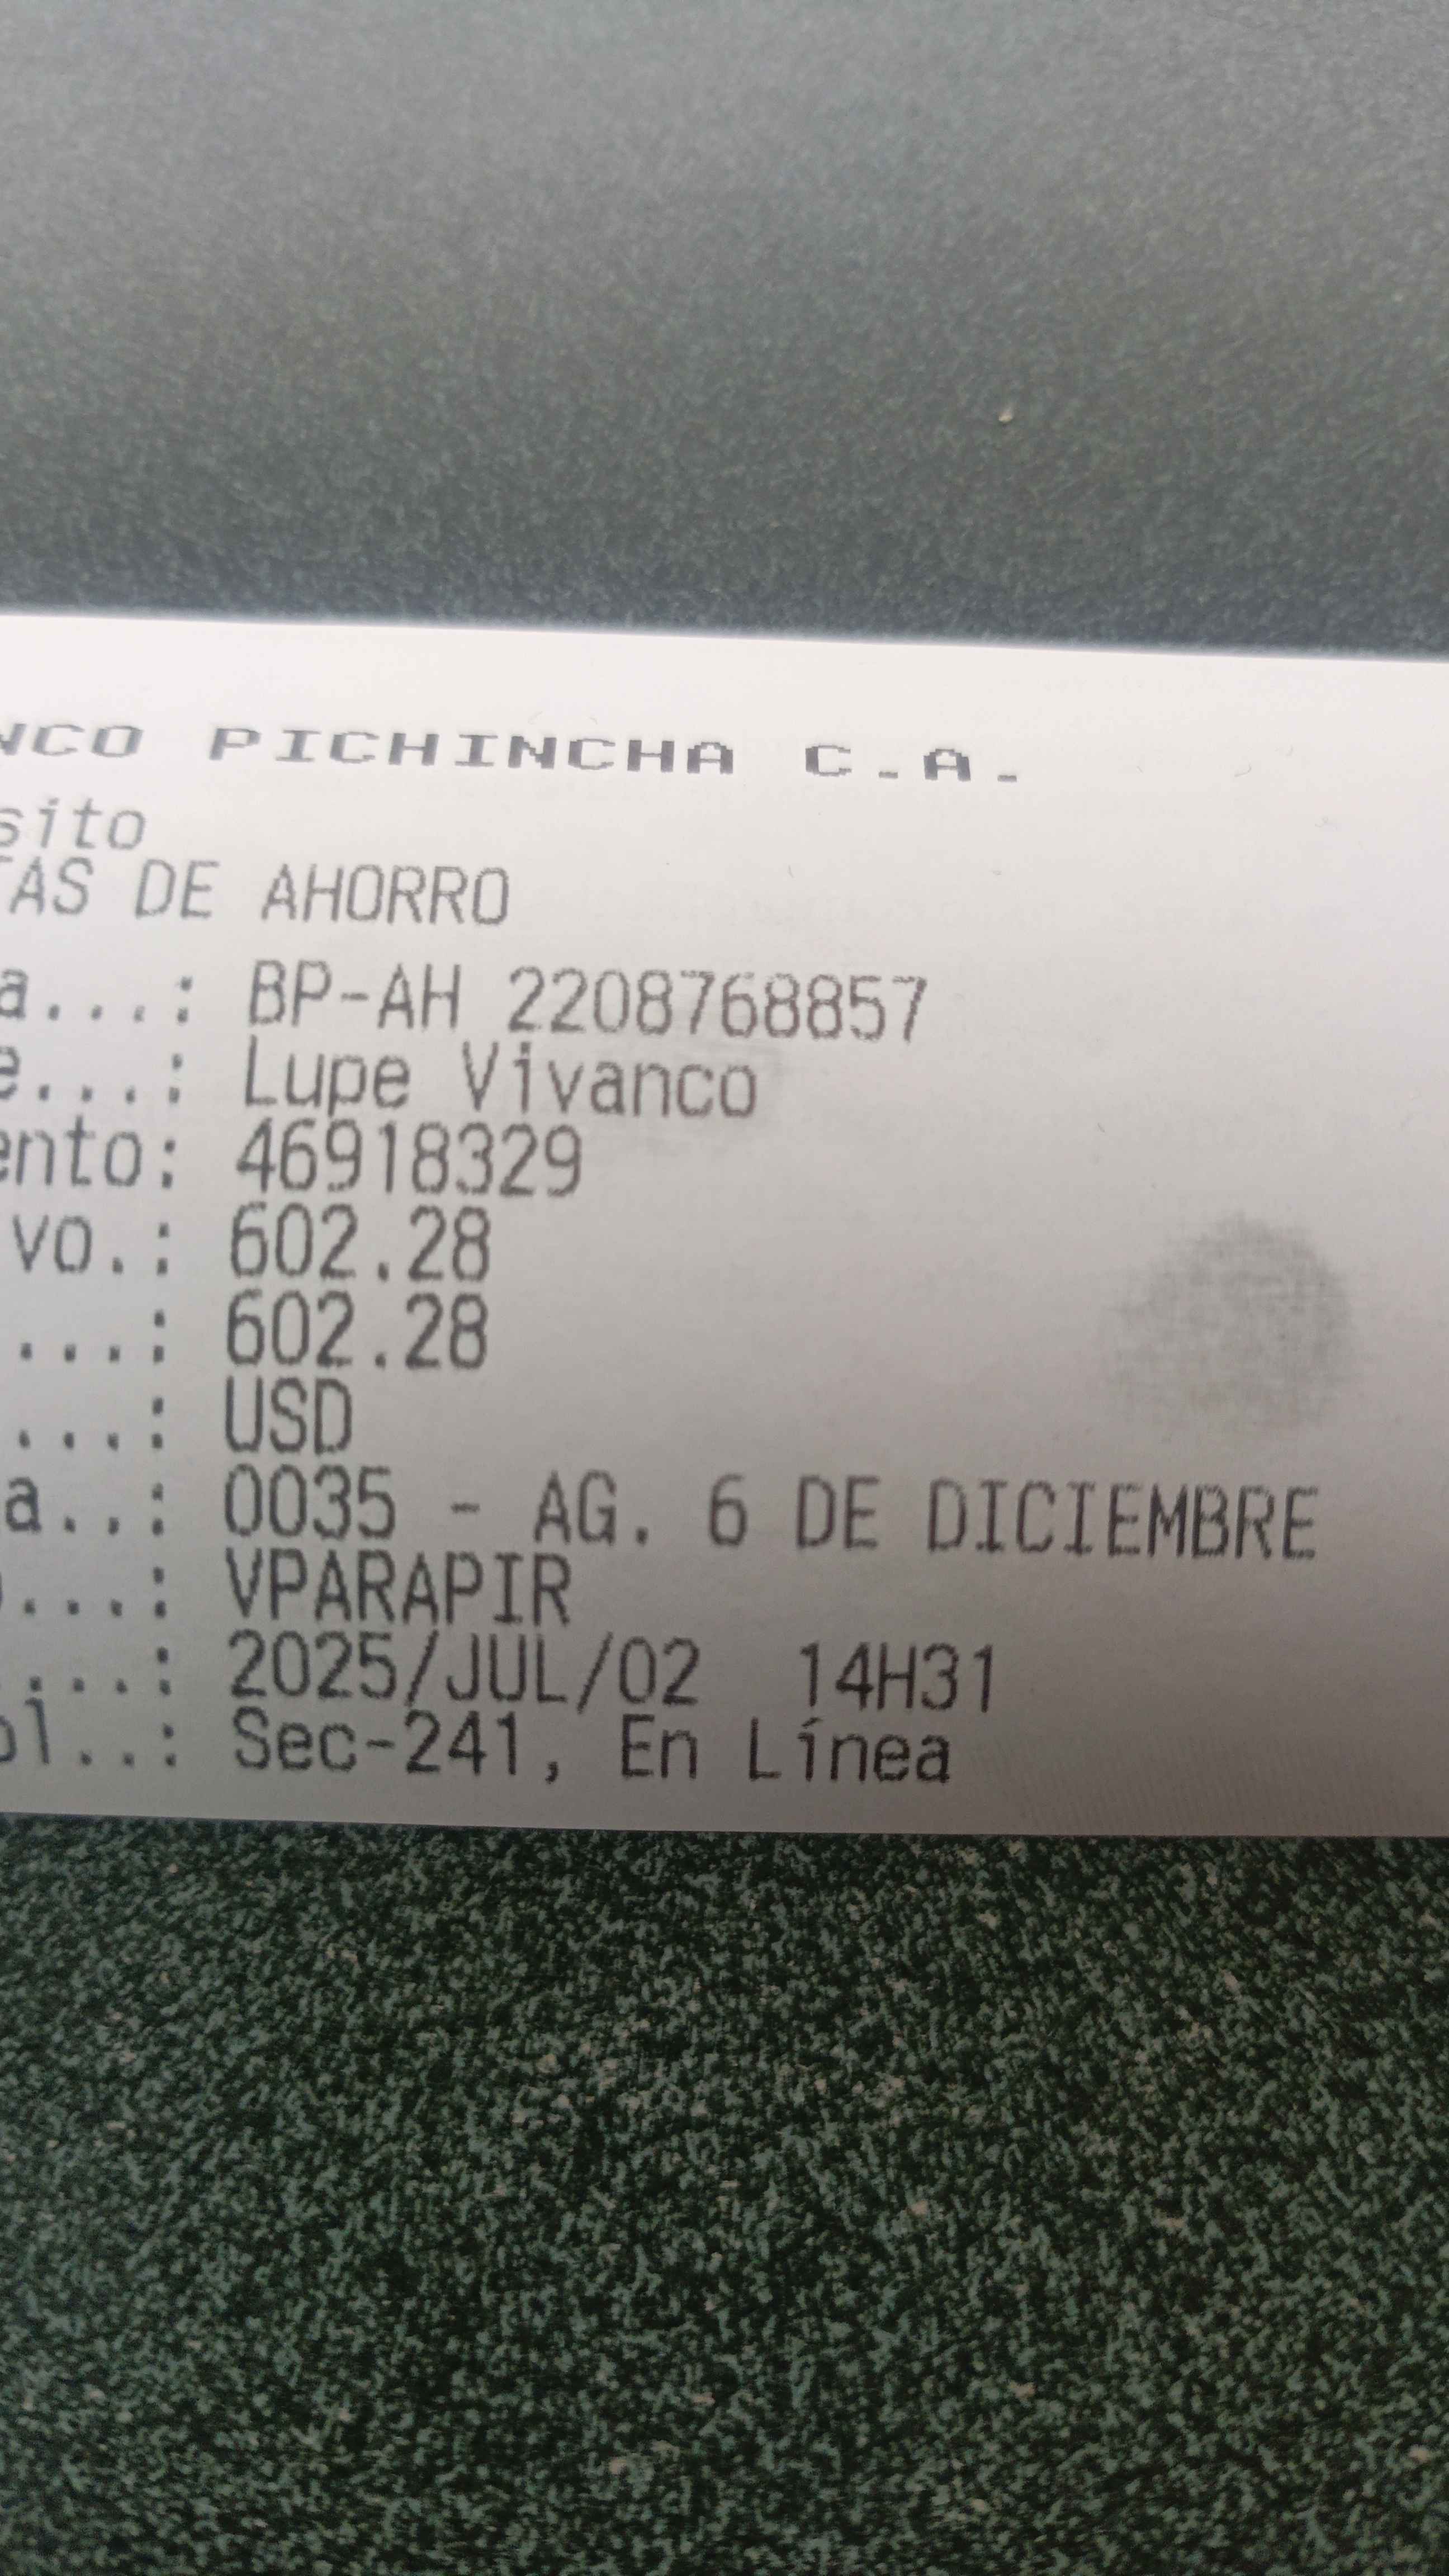 NCO PICHINCHA C.A.
sito
TAS DE AHORRO
a...: BP-AH 2208768857
e...: Lupe Vivanco
ento: 46918329
vo.: 602.28
....: 602.28
....: USD
a..: 0035 - AG. 6 DE DICIEMBRE
o...: VPARAPIR
....: 2025/JUL/02 14H31
ol..: Sec-241, En Línea